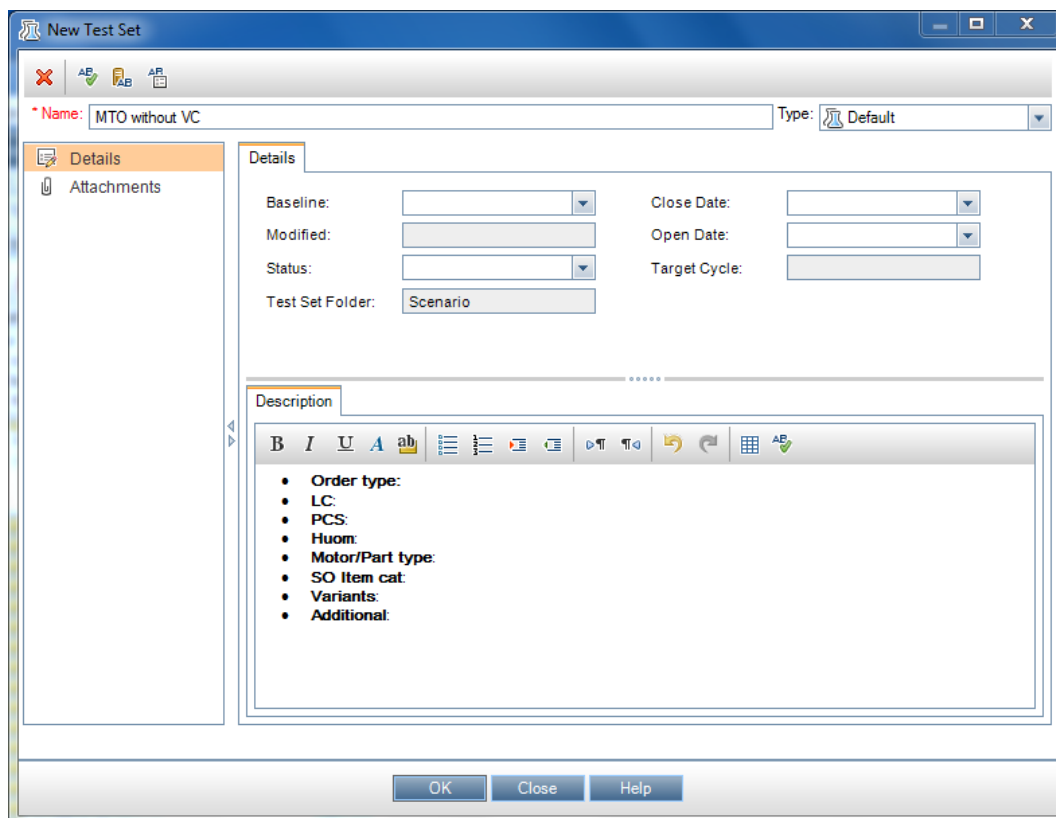 New Test Set
* Name: MTO without VC Type: Default
Details
Attachments
Details
Baseline: Close Date:
Modified: Open Date:
Status: Target Cycle:
Test Set Folder: Scenario
Description
B I U A ab
• Order type:
• LC:
• PCS:
• Huom:
• Motor/Part type:
• SO Item cat:
• Variants:
• Additional:
OK Close Help